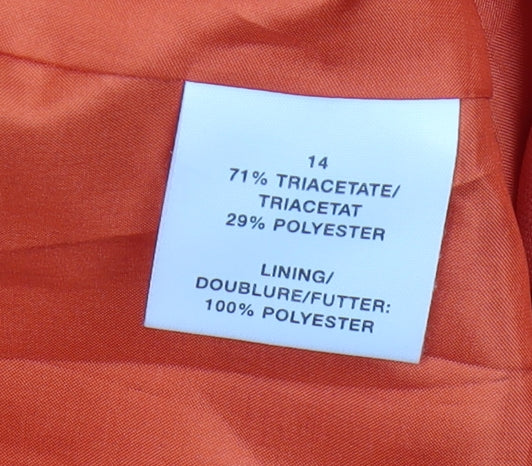 14
71% TRIACETATE/
TRIACETAT
29% POLYESTER
LINING/
DOUBLURE/FUTTER:
100% POLYESTER